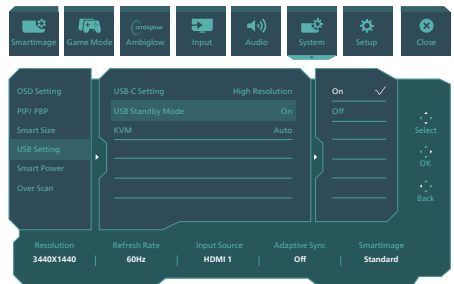 SmartImage
Game Mode
ambiglow
Ambiglow
Input
Audio
System
Setup
Close
OSD Setting
PIP/ PBP
Smart Size
USB Setting
Smart Power
Over Scan
USB-C Setting High Resolution
USB Standby Mode On
KVM Auto
On
Off
Select
OK
Back
Resolution Refresh Rate Input Source Adaptive Sync SmartImage
3440X1440 | 60Hz | HDMI 1 | Off | Standard